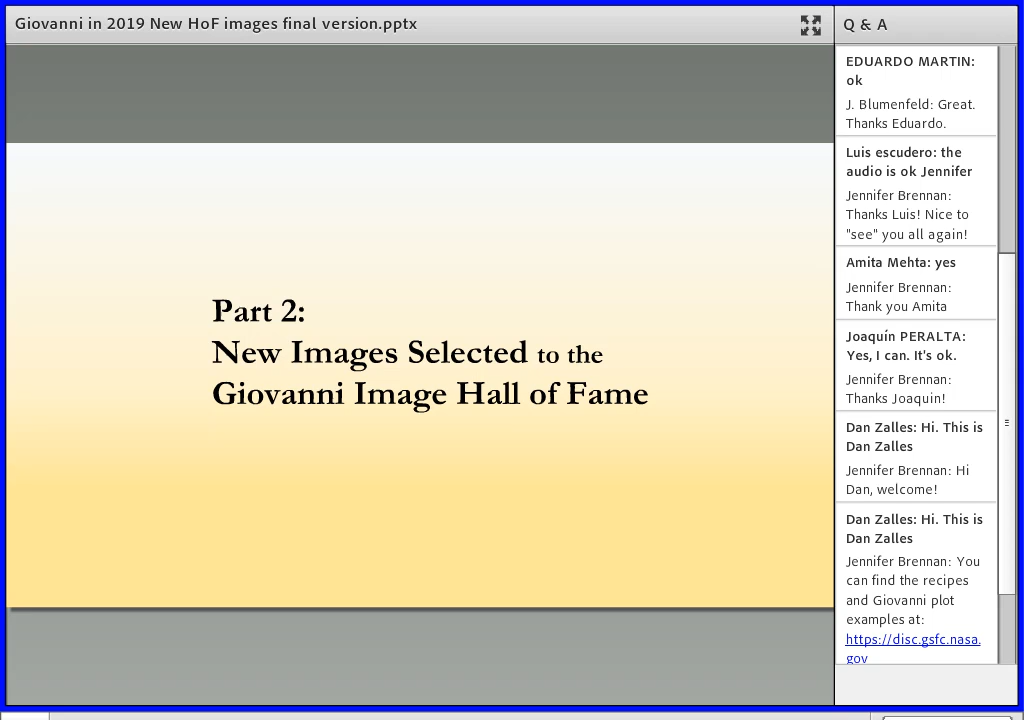 Giovanni in 2019 New HoF images final version.pptx
Part 2:
New Images Selected to the
Giovanni Image Hall of Fame
Q & A
EDUARDO MARTIN:
ok
J. Blumenfeld: Great.
Thanks Eduardo.
Luis escudero: the
audio is ok Jennifer
Jennifer Brennan:
Thanks Luis! Nice to
"see" you all again!
Amita Mehta: yes
Jennifer Brennan:
Thank you Amita
Joaquín PERALTA:
Yes, I can. It's ok.
Jennifer Brennan:
Thanks Joaquin!
Dan Zalles: Hi. This is
Dan Zalles
Jennifer Brennan: Hi
Dan, welcome!
Dan Zalles: Hi. This is
Dan Zalles
Jennifer Brennan: You
can find the recipes
and Giovanni plot
examples at:
https://disc.gsfc.nasa.
gov